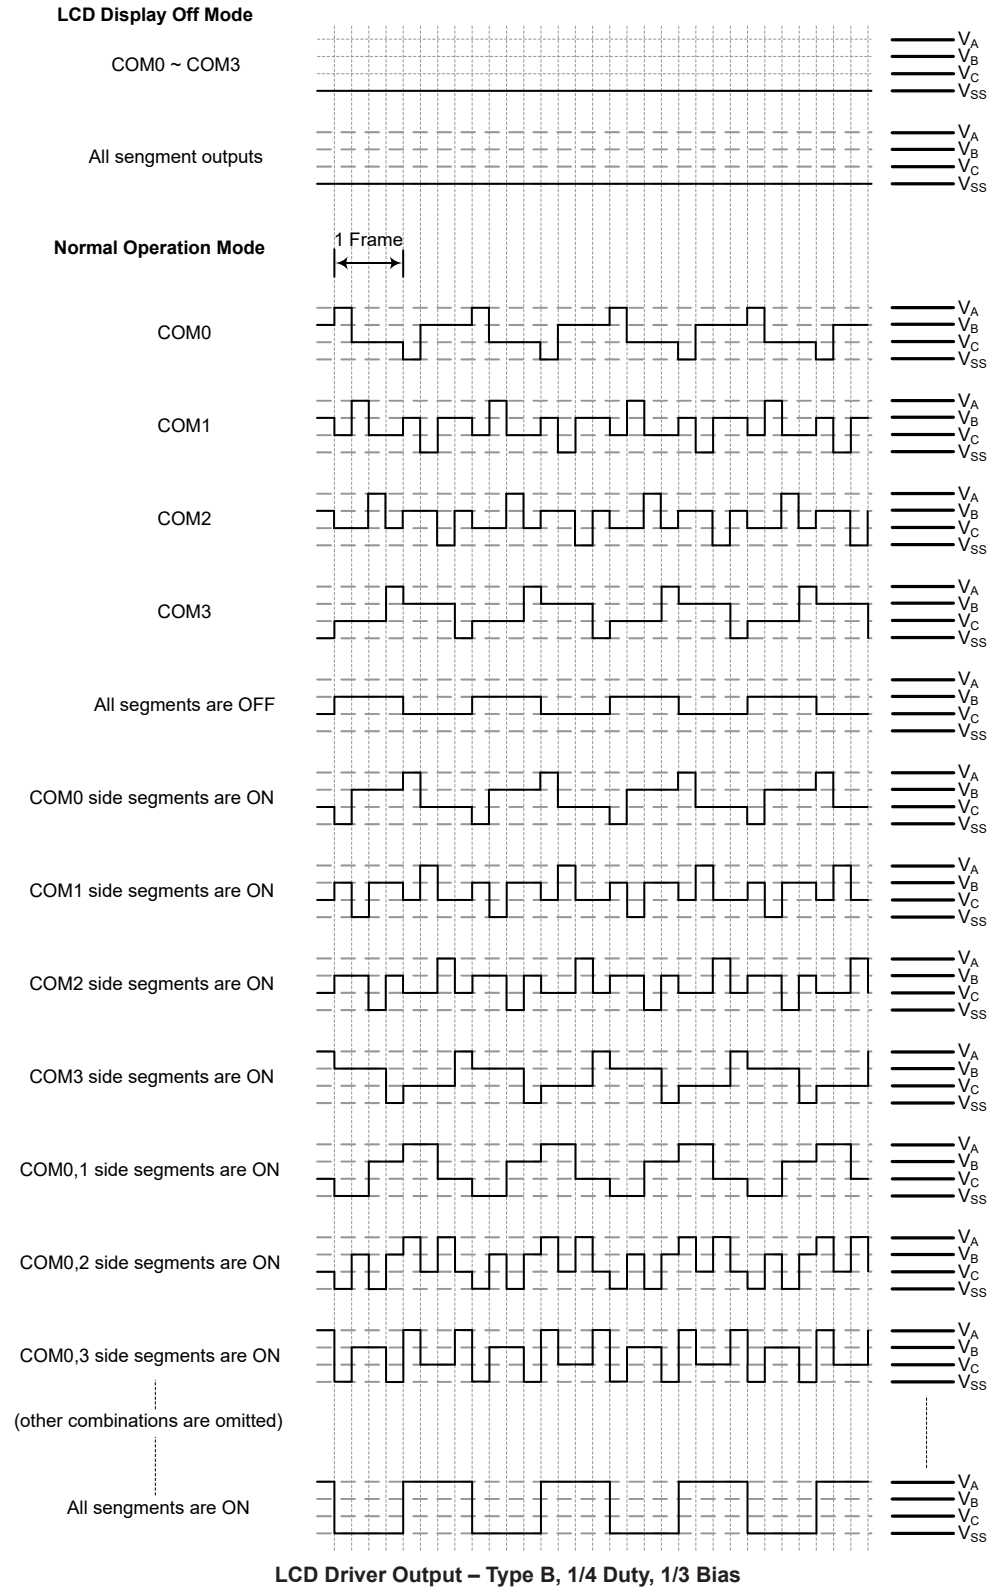 LCD Display Off Mode
COM0 ~ COM3
VA
VB
VC
VSS
All sengment outputs
VA
VB
VC
VSS
Normal Operation Mode
1 Frame
COM0
VA
VB
VC
VSS
COM1
VA
VB
VC
VSS
COM2
VA
VB
VC
VSS
COM3
VA
VB
VC
VSS
All segments are OFF
VA
VB
VC
VSS
COM0 side segments are ON
VA
VB
VC
VSS
COM1 side segments are ON
VA
VB
VC
VSS
COM2 side segments are ON
VA
VB
VC
VSS
COM3 side segments are ON
VA
VB
VC
VSS
COM0,1 side segments are ON
VA
VB
VC
VSS
COM0,2 side segments are ON
VA
VB
VC
VSS
COM0,3 side segments are ON
VA
VB
VC
VSS
(other combinations are omitted)
All sengments are ON
VA
VB
VC
VSS
LCD Driver Output – Type B, 1/4 Duty, 1/3 Bias